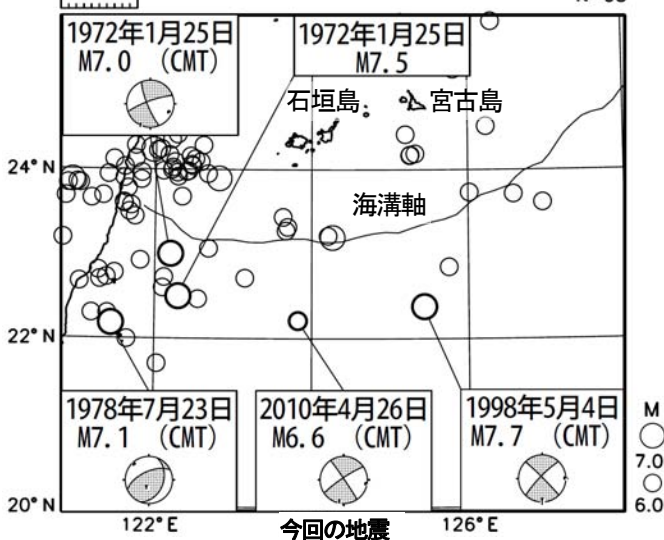 1972年1月25日
M7.0 (CMT)
1972年1月25日
M7.5
石垣島
宮古島
24°N
海溝軸
22°N
1978年7月23日
M7.1 (CMT)
2010年4月26日
M6.6 (CMT)
1998年5月4日
M7.7 (CMT)
M
7.0
6.0
20°N
122°E
今回の地震
126°E